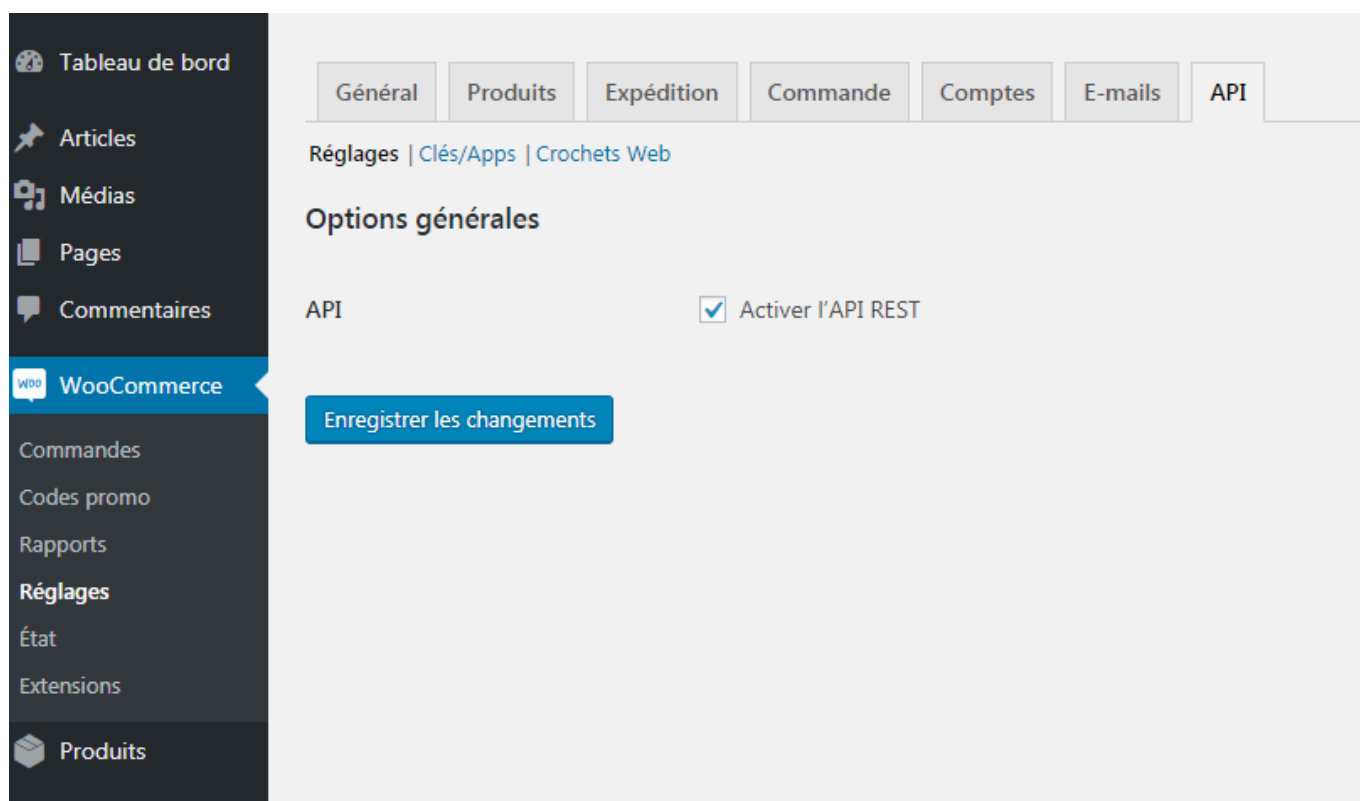 Tableau de bord
Articles
Médias
Pages
Commentaires
WOO WooCommerce
Commandes
Codes promo
Rapports
Réglages
État
Extensions
Produits
Général Produits Expédition Commande Comptes E-mails API
Réglages | Clés/Apps | Crochets Web
Options générales
API Activer l'API REST
Enregistrer les changements